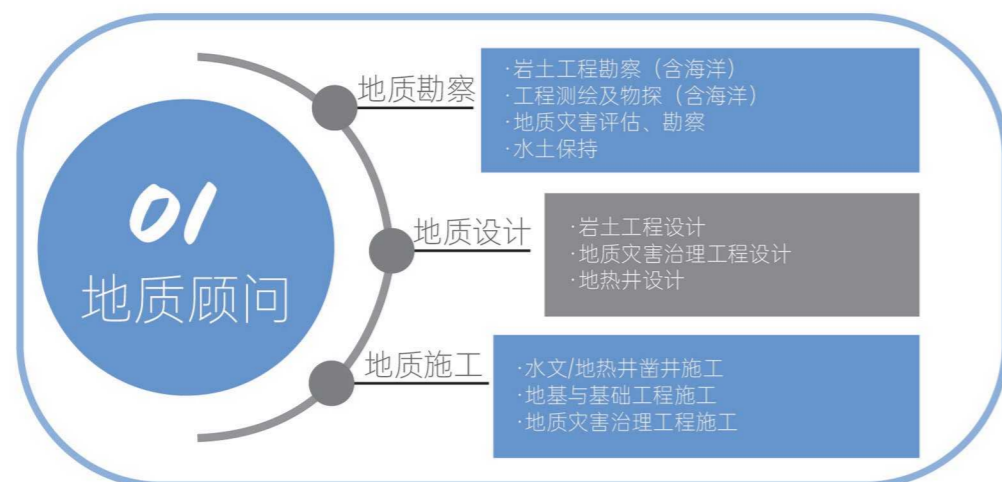 01
地质顾问
地质勘察
·岩土工程勘察（含海洋）
·工程测绘及物探（含海洋）
·地质灾害评估、勘察
·水土保持
地质设计
·岩土工程设计
·地质灾害治理工程设计
·地热井设计
地质施工
·水文/地热井凿井施工
·地基与基础工程施工
·地质灾害治理工程施工